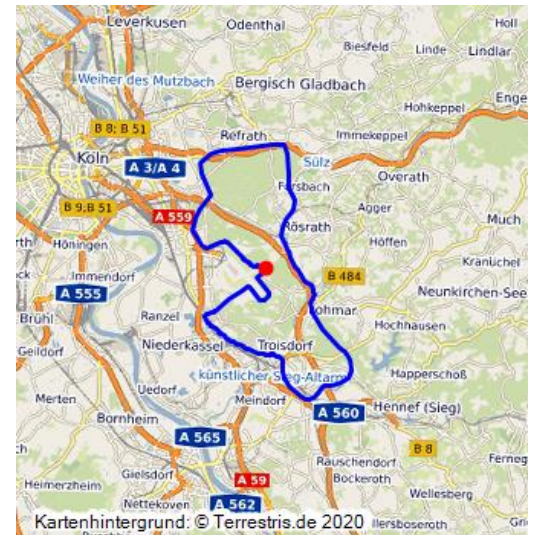 Leverkusen
Odenthal
Holl
Biesfeld
Linde
Lindlar
Weiher des Mutzbach
Bergisch Gladbach
Enge
Hohkeppel
B 8; B 51
Refrath
Immekeppel
Köln
A 3/A 4
Sülz
Overath
Forsbach
B 9;B 51
A 559
Agger
Much
rth
Höningen
Rösrath
Höffen
ck
Immendorf
B 484
Kranüchel
A 555
Neunkirchen-See
Brühl
Ranzel
Lohmar
Hochhausen
Geildorf
Niederkassel
Troisdorf
künstlicher Sieg-Altarm
Happerschoß
Merten
Uedorf
Meindorf
A 560
Hennef (Sieg)
Bornheim
A 565
B 8
Gielsdorf
Rauschendorf
Ferneg
Heimerzheim
A 59
Böckeroth
Nettekoven
A 562
Wellesberg
Kartenhintergrund: © Terrestris.de 2020
llersboseroth